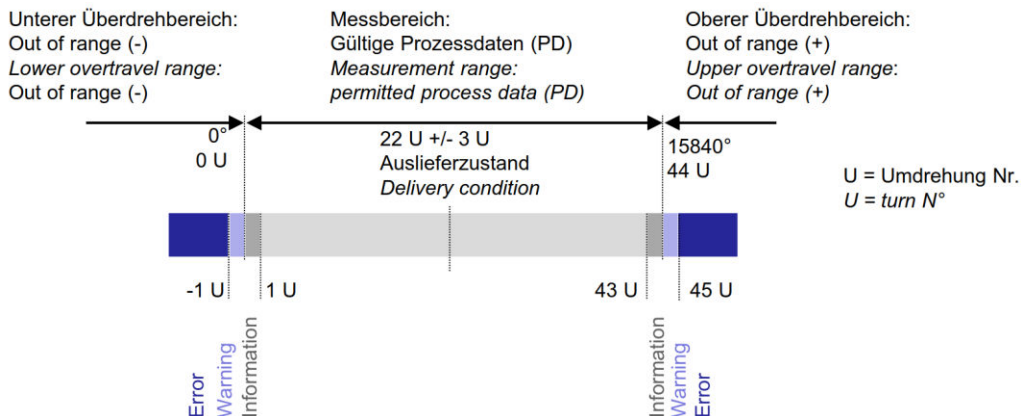 Unterer Überdrehbereich:
Out of range (-)
Lower overtravel range:
Out of range (-)
Messbereich:
Gültige Prozessdaten (PD)
Measurement range:
permitted process data (PD)
Oberer Überdrehbereich:
Out of range (+)
Upper overtravel range:
Out of range (+)
0°
0 U
22 U +/- 3 U
Auslieferzustand
Delivery condition
15840°
44 U
U = Umdrehung Nr.
U = turn N°
-1 U
1 U
43 U
45 U
Error
Warning
Information
Information
Warning
Error